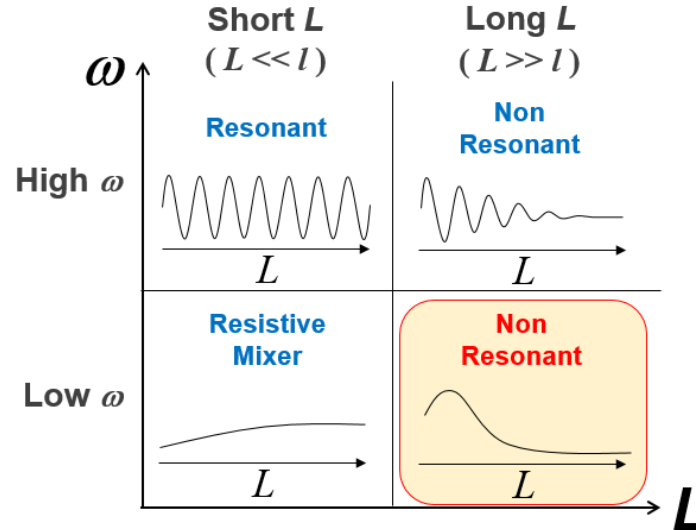 Short L
Long L
( L << l )
( L >> l )
ω
Resonant
Non
Resonant
High ω
L
L
Resistive
Mixer
Non
Resonant
Low ω
L
L
L